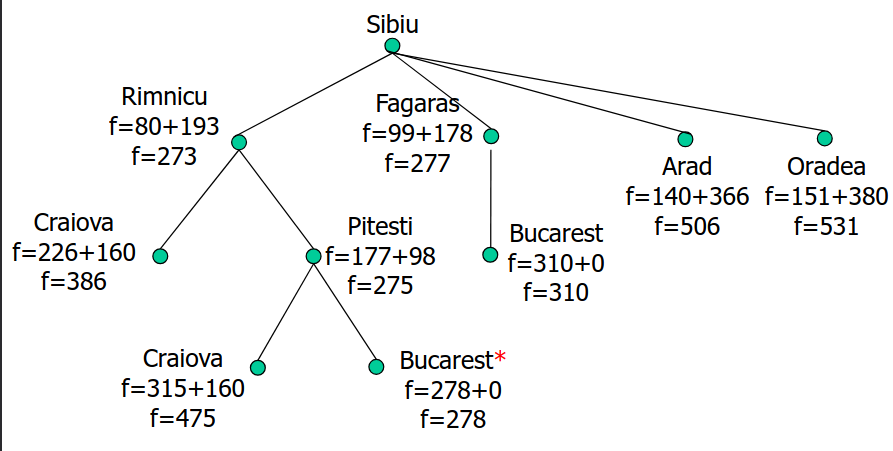 Sibiu
Rimnicu
f=80+193
f=273
Fagaras
f=99+178
f=277
Arad
f=140+366
f=506
Oradea
f=151+380
f=531
Craiova
f=226+160
f=386
Pitesti
f=177+98
f=275
Bucarest
f=310+0
f=310
Craiova
f=315+160
f=475
Bucarest*
f=278+0
f=278